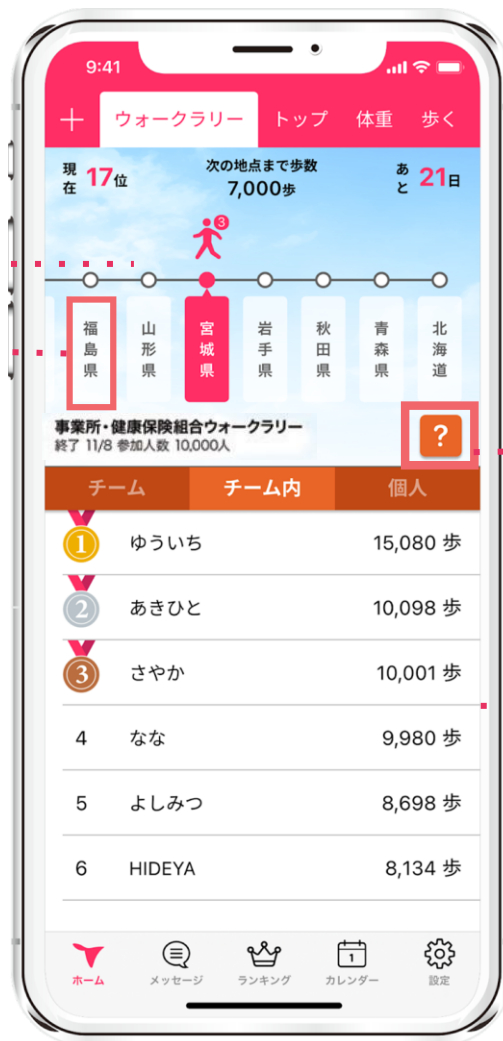 9:41
+ ウォークラリー トップ 体重 歩く
現在 17位
次の地点まで歩数
7,000歩
あと 21日
3
福島県
山形県
宮城県
岩手県
秋田県
青森県
北海道
事業所・健康保険組合ウォークラリー
終了 11/8 参加人数 10,000人
?
チーム チーム内 個人
1 ゆういち 15,080 歩
2 あきひと 10,098 歩
3 さやか 10,001 歩
4 なな 9,980 歩
5 よしみつ 8,698 歩
6 HIDEYA 8,134 歩
1
ホーム メッセージ ランキング カレンダー 設定